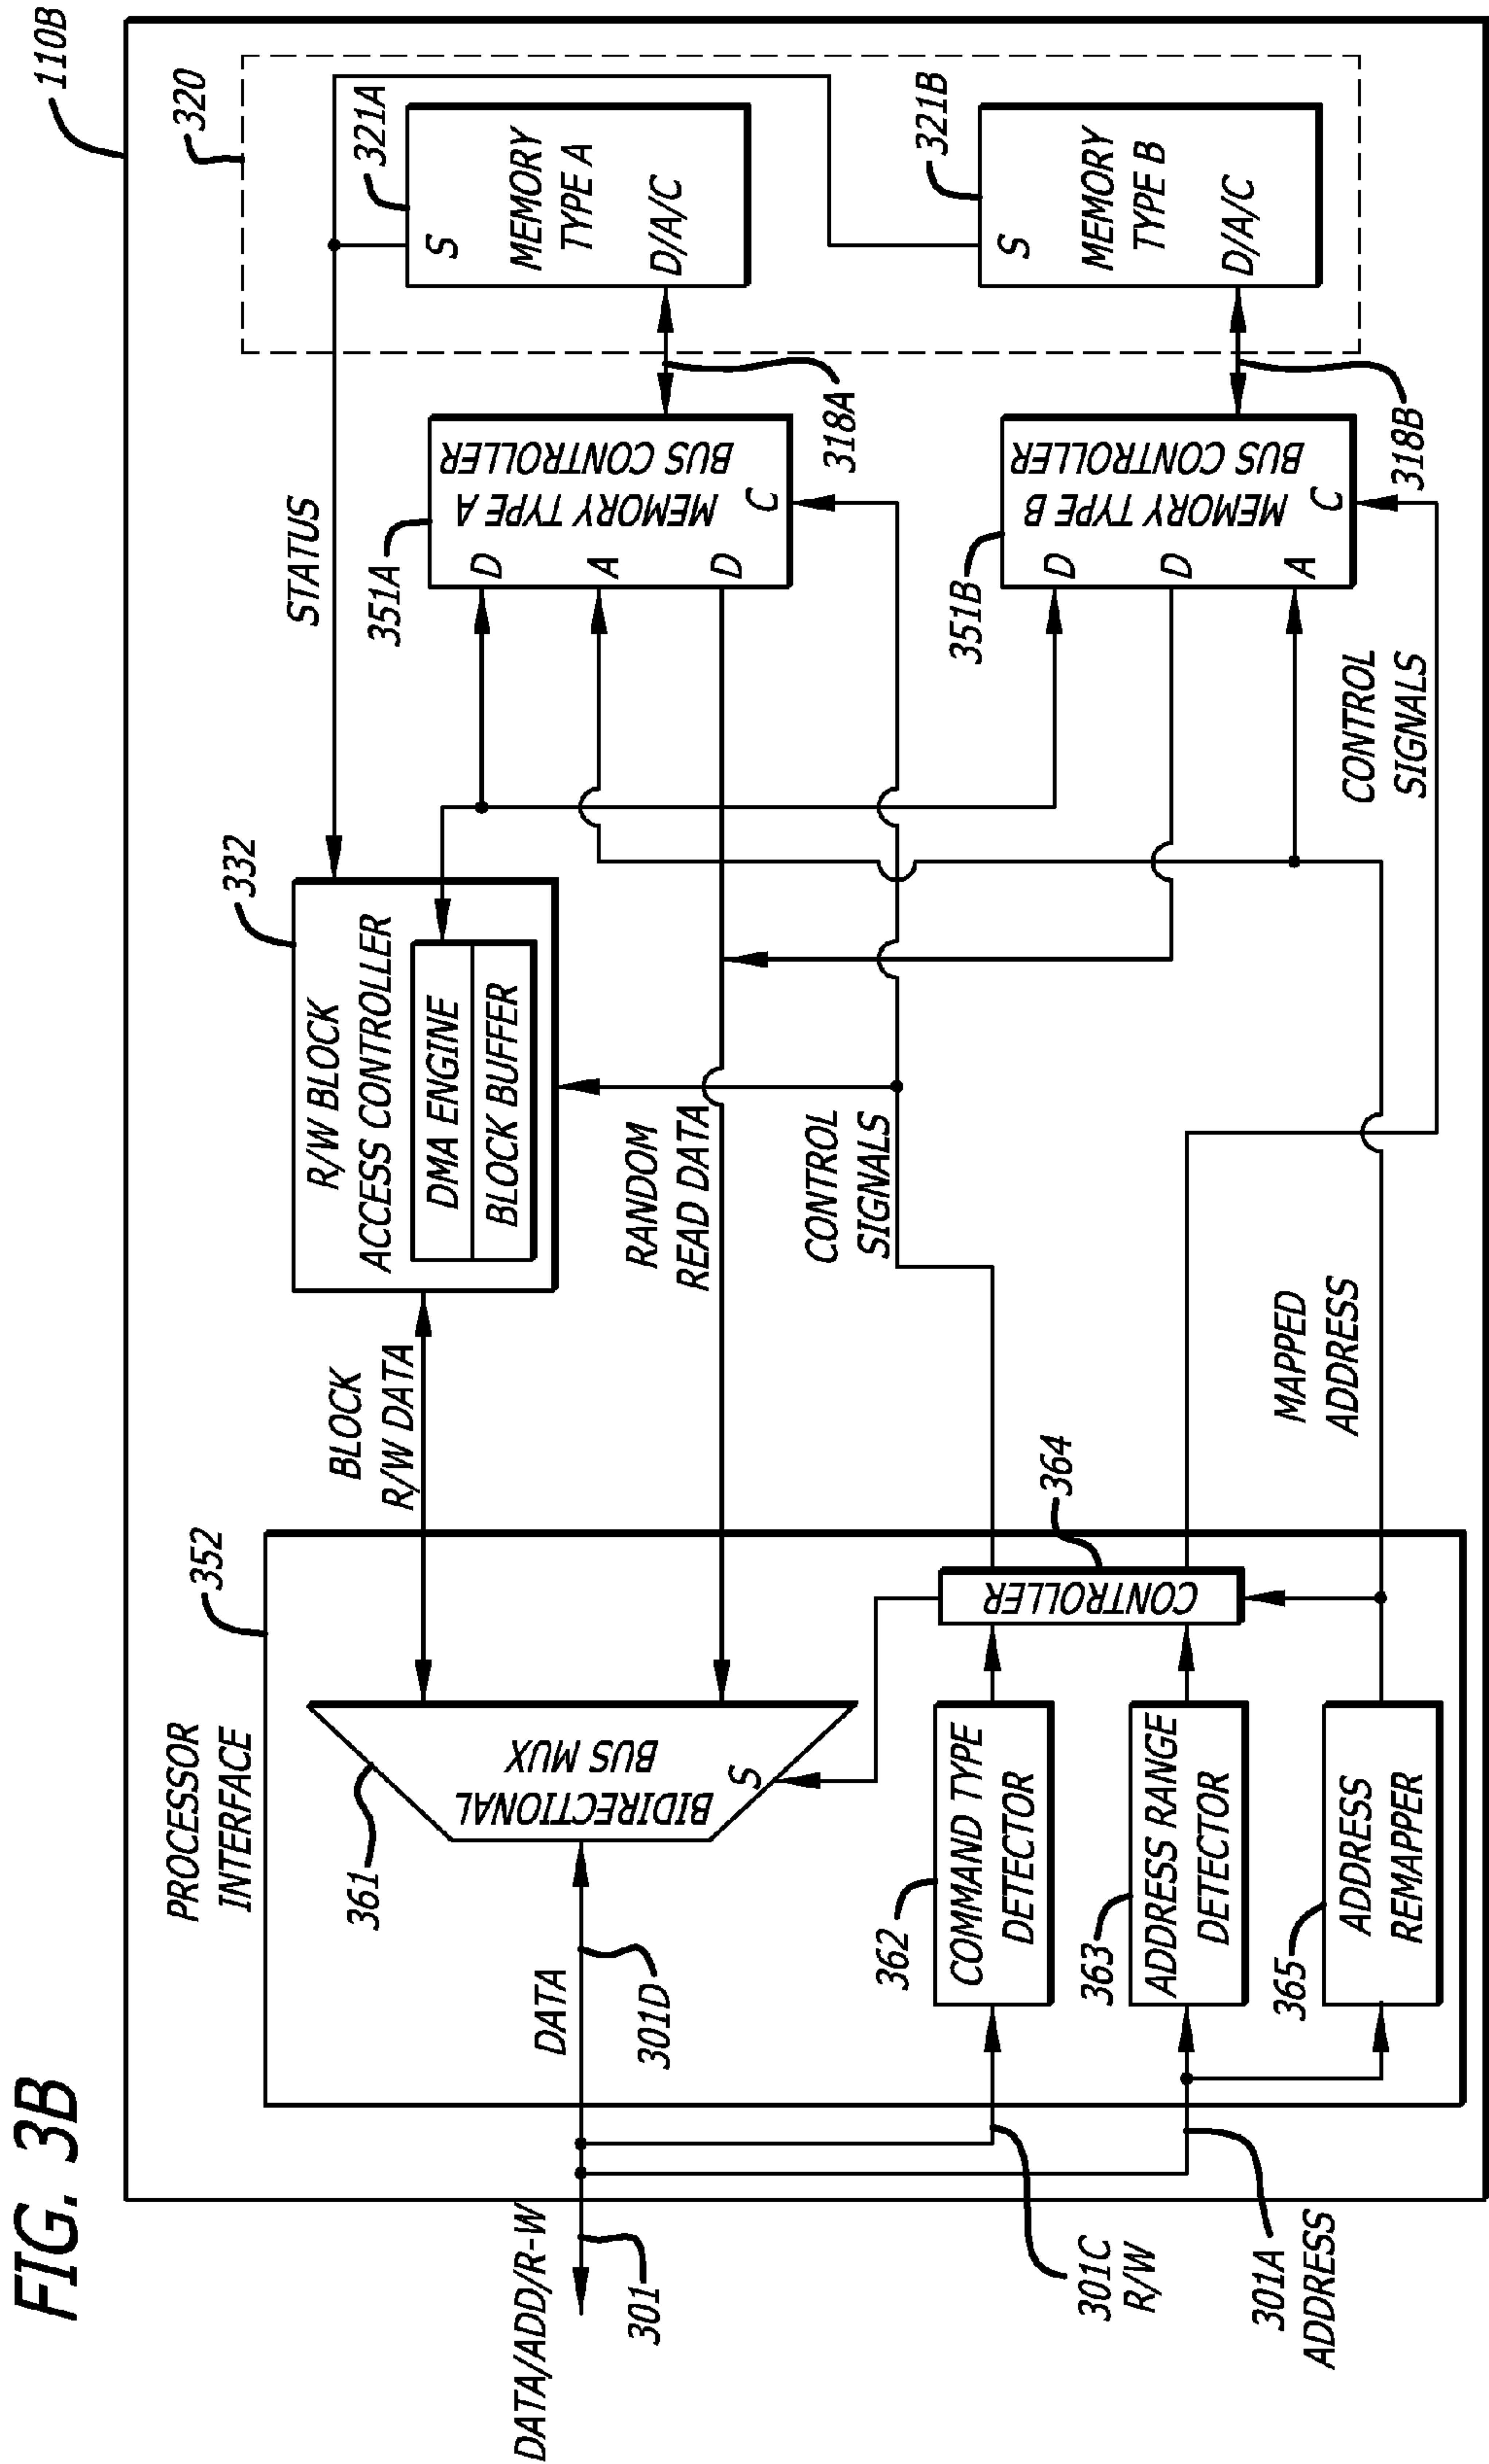 FIG. 3B
110B
320
STATUS
332
R/W BLOCK
ACCESS CONTROLLER
DMA ENGINE
BLOCK BUFFER
BLOCK
R/W DATA
RANDOM
READ DATA
CONTROL
SIGNALS
351A
MEMORY TYPE A
BUS CONTROLLER
D
A
D
C
318A
321A
S
MEMORY
TYPE A
D/A/C
351B
MEMORY TYPE B
BUS CONTROLLER
D
D
A
C
318B
321B
S
MEMORY
TYPE B
D/A/C
CONTROL
SIGNALS
MAPPED
ADDRESS
352
PROCESSOR
INTERFACE
361
BIDIRECTIONAL
BUS MUX
S
DATA
301D
362
COMMAND TYPE
DETECTOR
363
ADDRESS RANGE
DETECTOR
365
ADDRESS
REMAPPER
364
CONTROLLER
DATA/ADD/R-W
301
301C
R/W
301A
ADDRESS